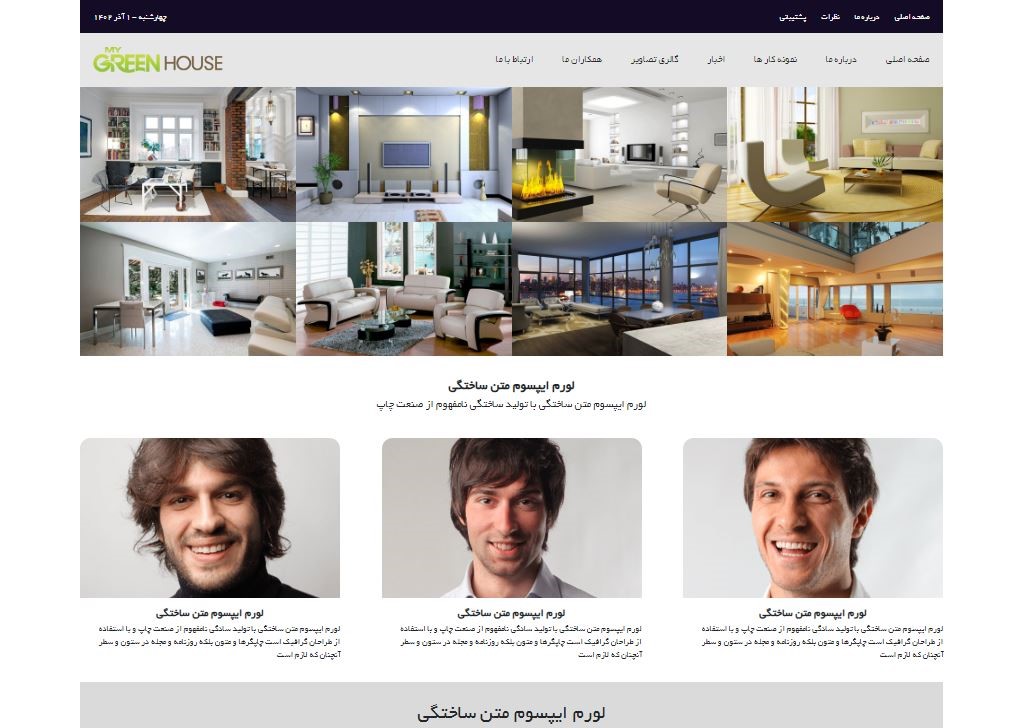 صفحه اصلی درباره ما نظرات پشتیبانی
چهارشنبه - ۱ آذر ۱۴۰۲
MY
GREEN HOUSE
صفحه اصلی درباره ما نمونه کار ها اخبار گالری تصاویر همکاران ما ارتباط با ما
لورم ایپسوم متن ساختگی
لورم ایپسوم متن ساختگی با تولید ساختگی نامفهوم از صنعت چاپ
لورم ایپسوم متن ساختگی
لورم ایپسوم متن ساختگی با تولید سادگی نامفهوم از صنعت چاپ و با استفاده
از طراحان گرافیک است چاپگرها و متون بلکه روزنامه و مجله در ستون و سطر
آنچنان که لازم است
لورم ایپسوم متن ساختگی
لورم ایپسوم متن ساختگی با تولید سادگی نامفهوم از صنعت چاپ و با استفاده
از طراحان گرافیک است چاپگرها و متون بلکه روزنامه و مجله در ستون و سطر
آنچنان که لازم است
لورم ایپسوم متن ساختگی
لورم ایپسوم متن ساختگی با تولید سادگی نامفهوم از صنعت چاپ و با استفاده
از طراحان گرافیک است چاپگرها و متون بلکه روزنامه و مجله در ستون و سطر
آنچنان که لازم است
لورم ایپسوم متن ساختگی